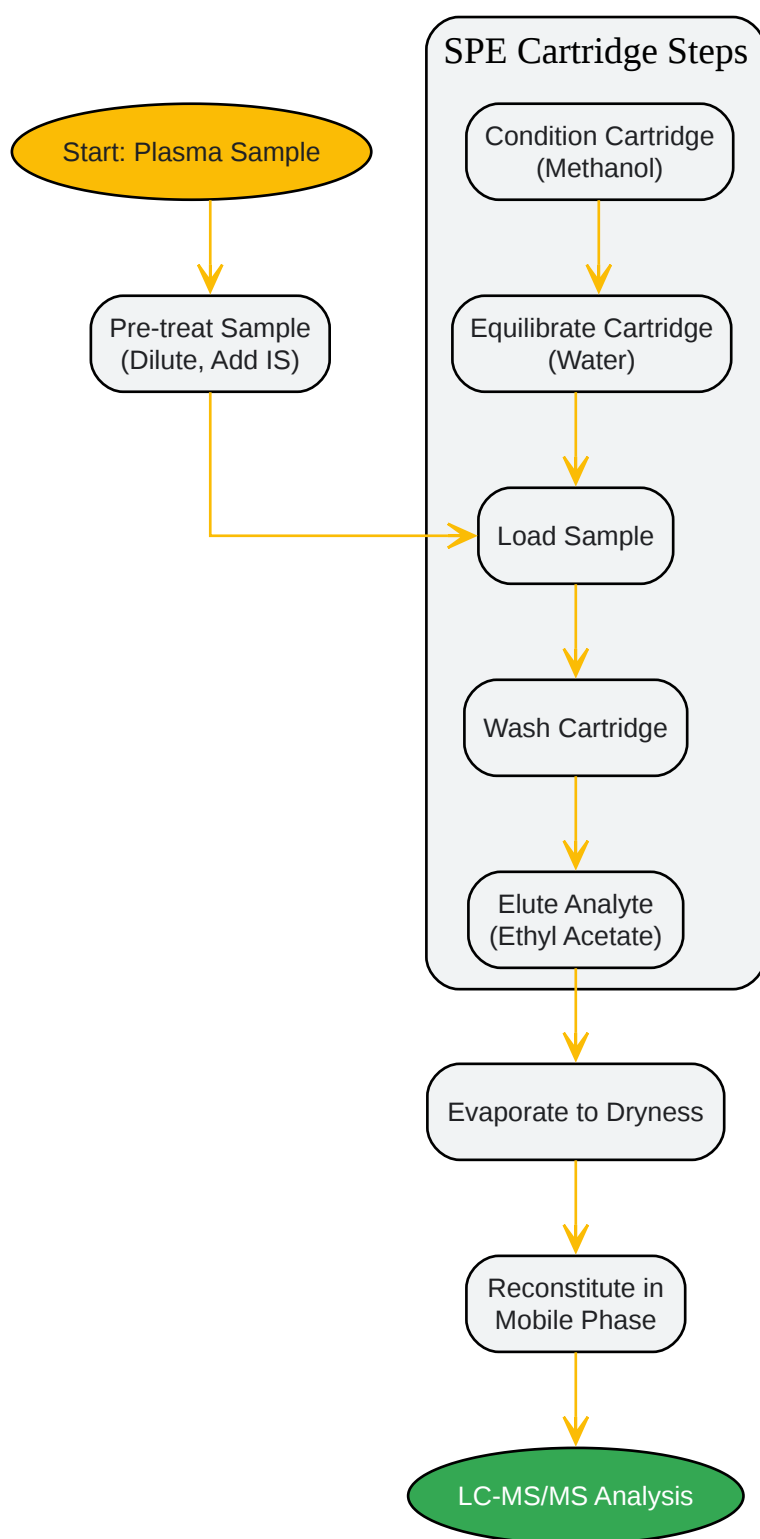 SPE Cartridge Steps
Start: Plasma Sample
Condition Cartridge
(Methanol)
Pre-treat Sample
(Dilute, Add IS)
Equilibrate Cartridge
(Water)
Load Sample
Wash Cartridge
Elute Analyte
(Ethyl Acetate)
Evaporate to Dryness
Reconstitute in
Mobile Phase
LC-MS/MS Analysis